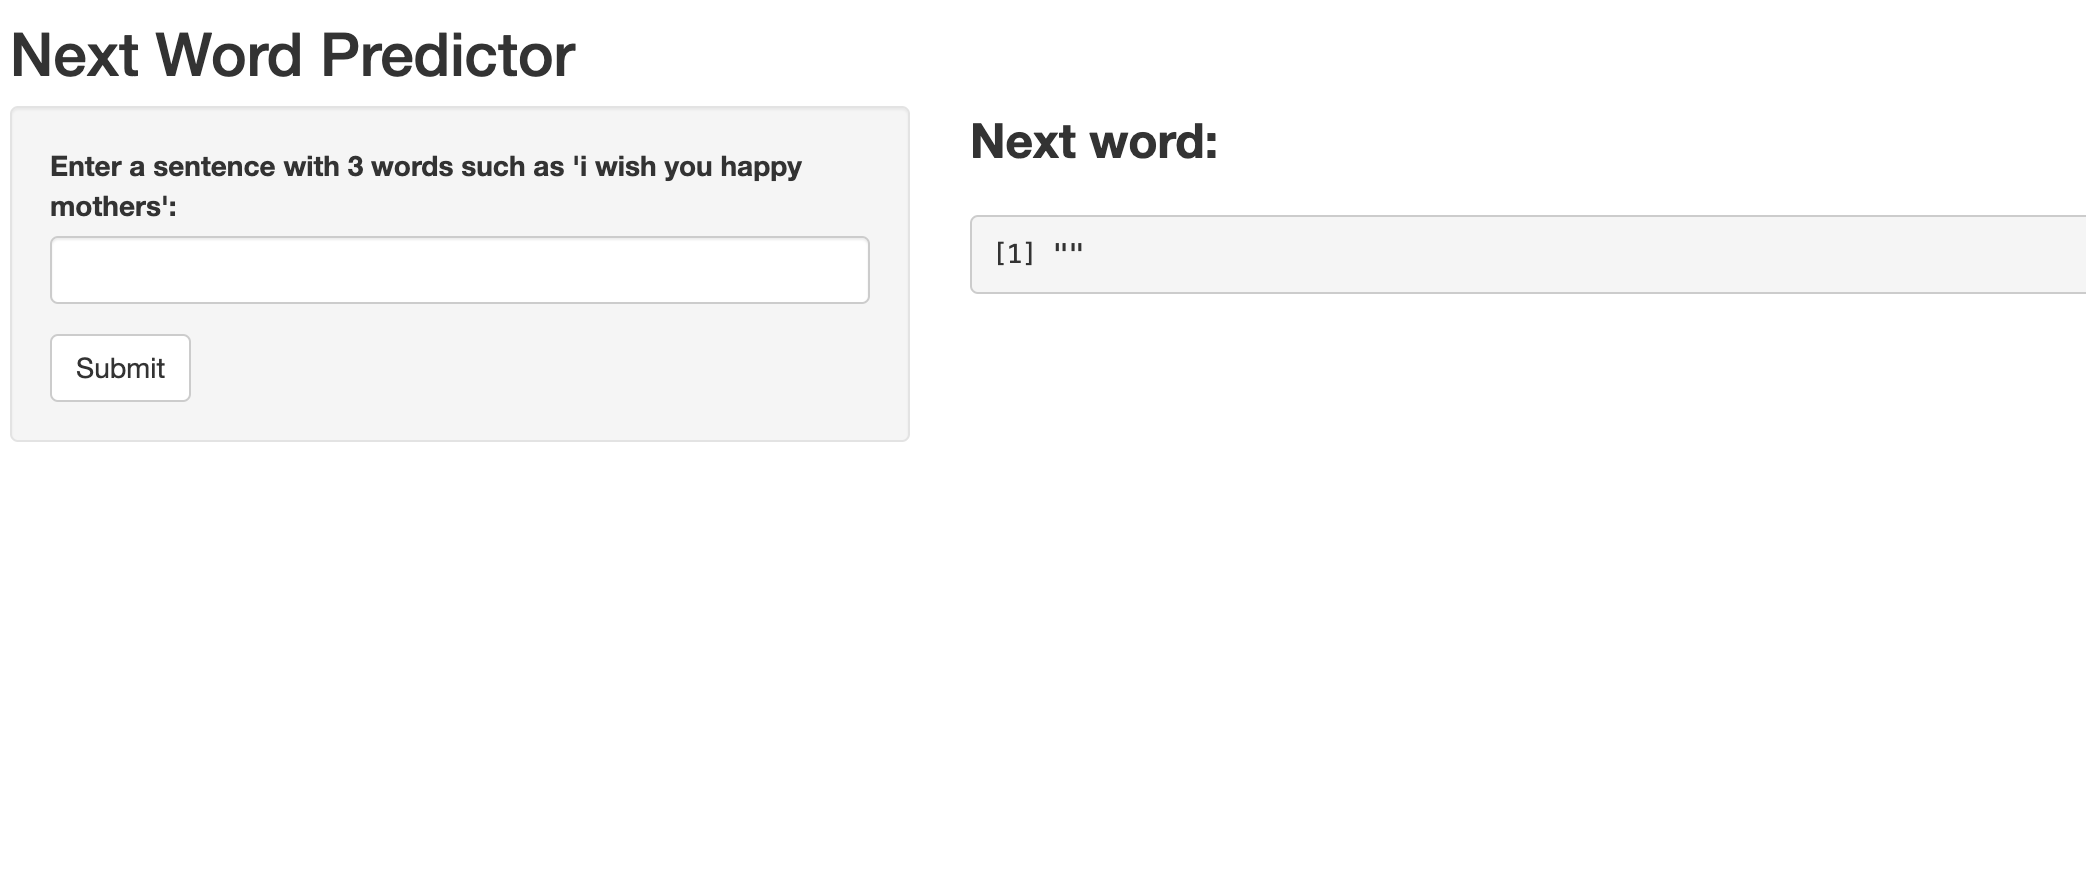 Next Word Predictor
Enter a sentence with 3 words such as 'i wish you happy
mothers':
Submit
Next word:
[1] ""